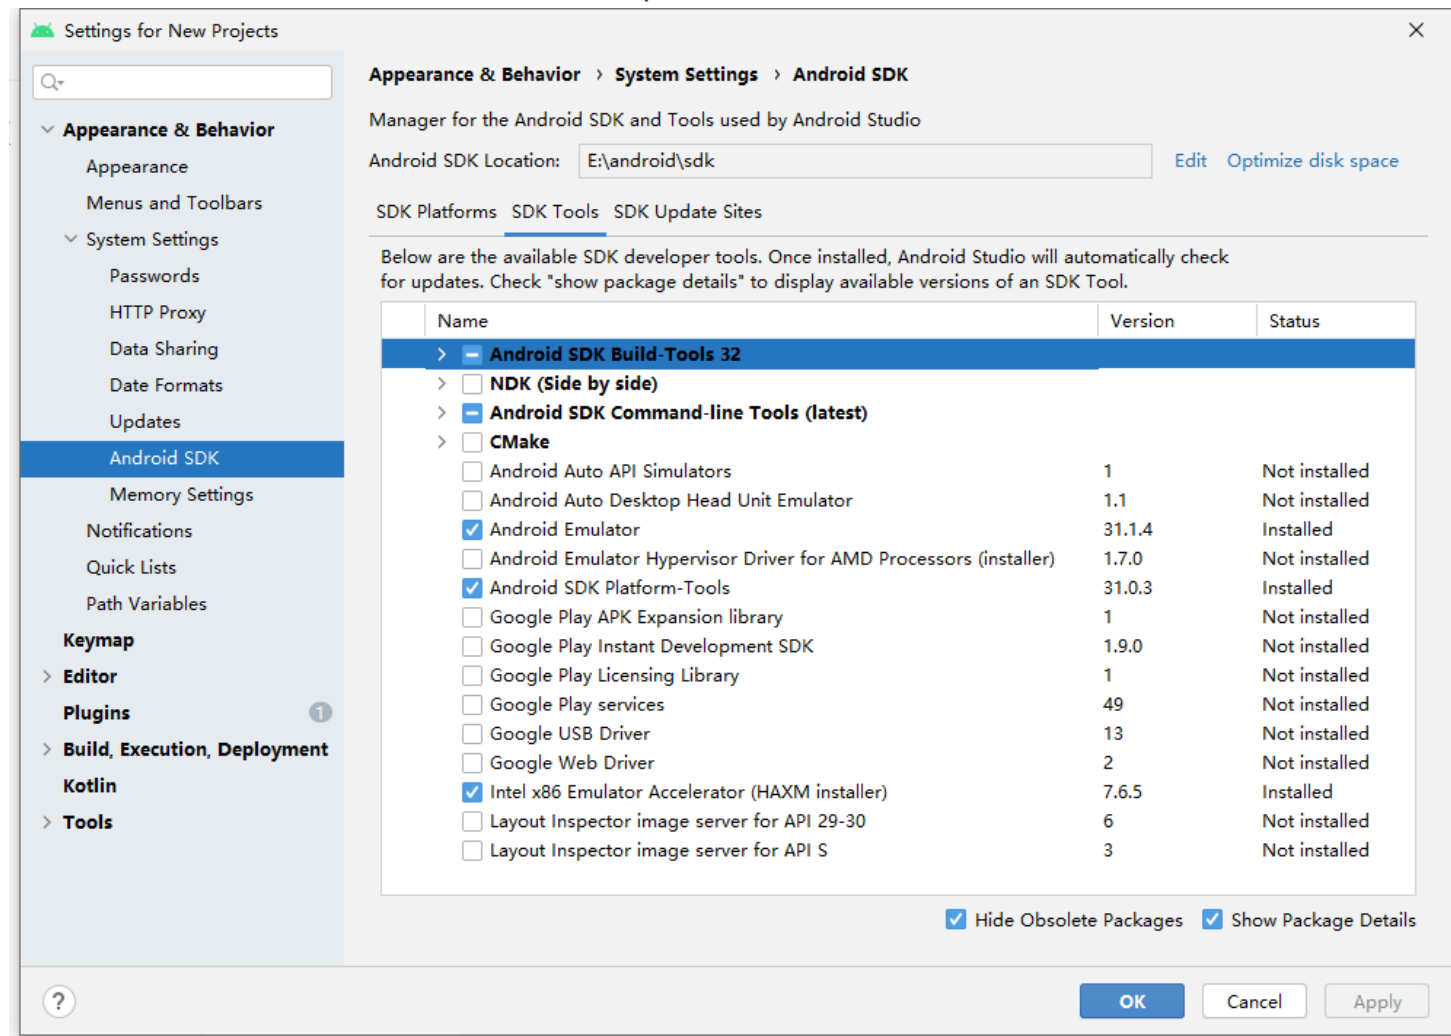 Settings for New Projects
Appearance & Behavior
Appearance
Menus and Toolbars
System Settings
Passwords
HTTP Proxy
Data Sharing
Date Formats
Updates
Android SDK
Memory Settings
Notifications
Quick Lists
Path Variables
Keymap
Editor
Plugins 1
Build, Execution, Deployment
Kotlin
Tools
Appearance & Behavior › System Settings › Android SDK
Manager for the Android SDK and Tools used by Android Studio
Android SDK Location: E:\android\sdk Edit Optimize disk space
SDK Platforms SDK Tools SDK Update Sites
Below are the available SDK developer tools. Once installed, Android Studio will automatically check
for updates. Check "show package details" to display available versions of an SDK Tool.
Name Version Status
Android SDK Build-Tools 32
NDK (Side by side)
Android SDK Command-line Tools (latest)
CMake
Android Auto API Simulators 1 Not installed
Android Auto Desktop Head Unit Emulator 1.1 Not installed
Android Emulator 31.1.4 Installed
Android Emulator Hypervisor Driver for AMD Processors (installer) 1.7.0 Not installed
Android SDK Platform-Tools 31.0.3 Installed
Google Play APK Expansion library 1 Not installed
Google Play Instant Development SDK 1.9.0 Not installed
Google Play Licensing Library 1 Not installed
Google Play services 49 Not installed
Google USB Driver 13 Not installed
Google Web Driver 2 Not installed
Intel x86 Emulator Accelerator (HAXM installer) 7.6.5 Installed
Layout Inspector image server for API 29-30 6 Not installed
Layout Inspector image server for API S 3 Not installed
Hide Obsolete Packages Show Package Details
? OK Cancel Apply